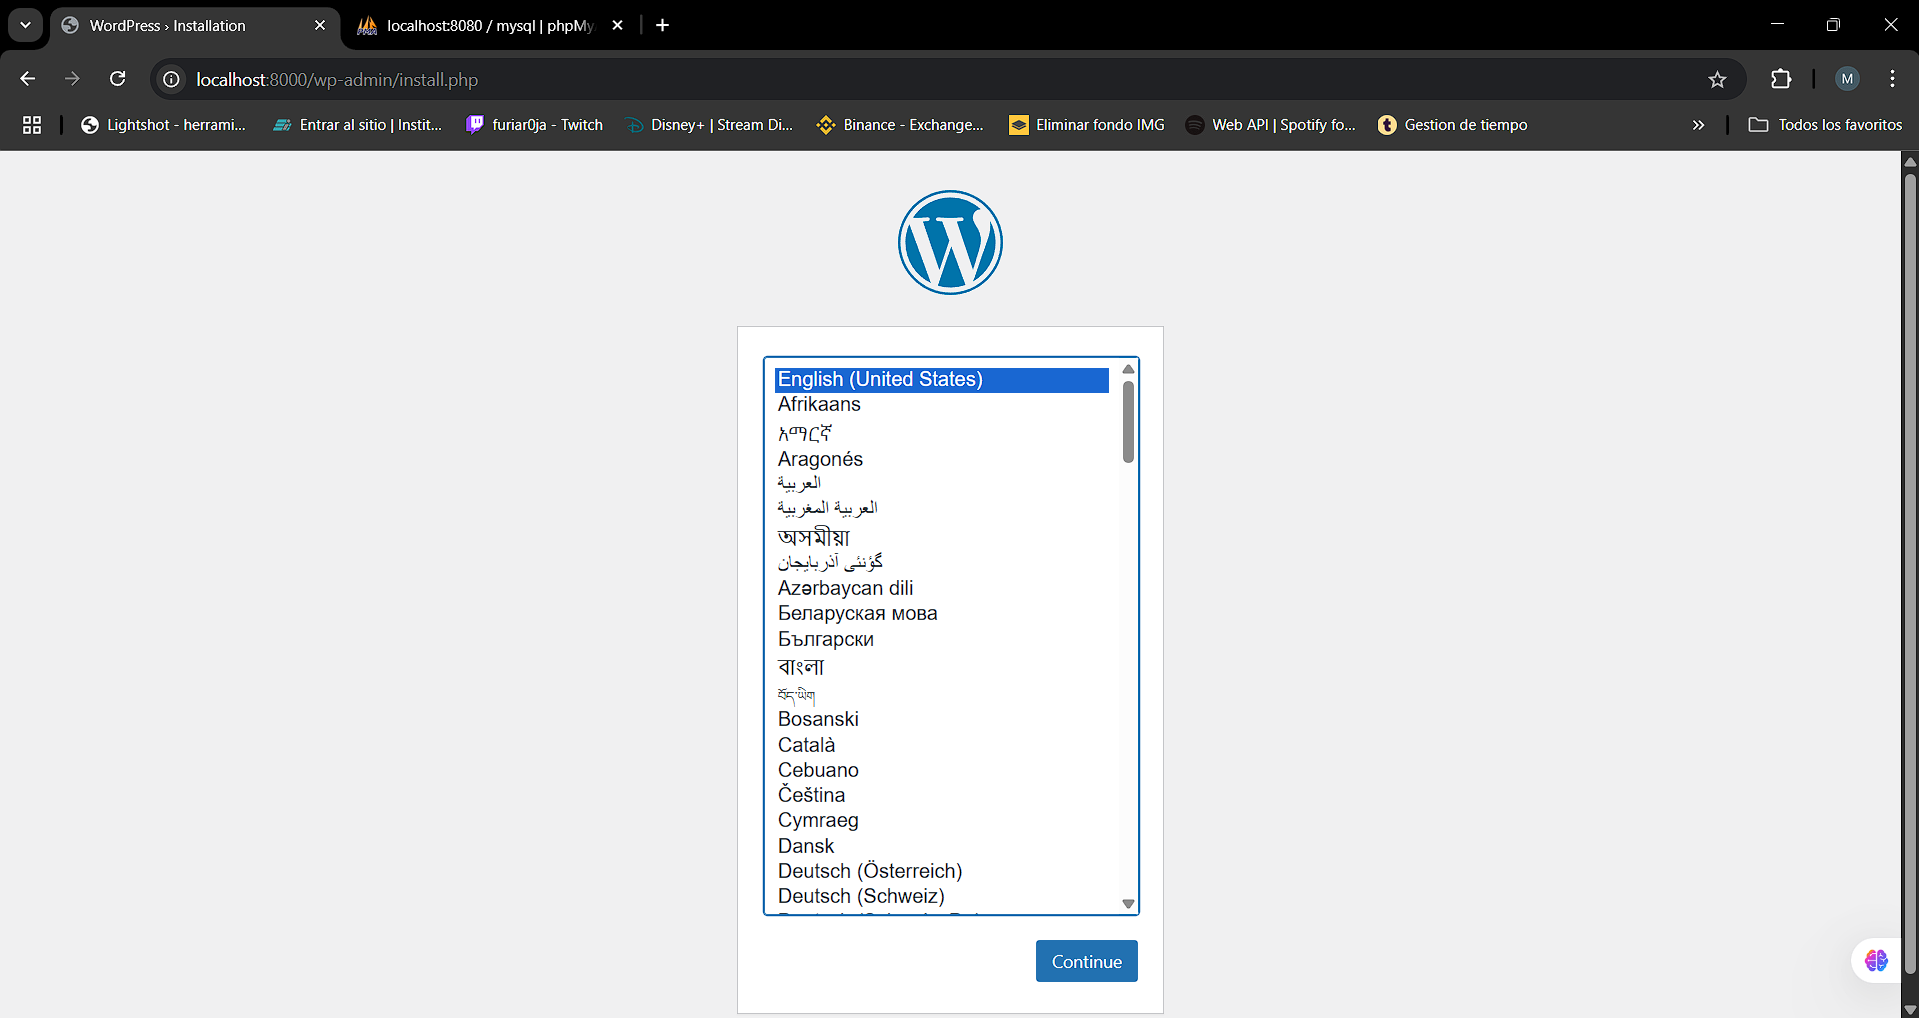 WordPress › Installation
localhost:8080 / mysql | phpMy
localhost:8000/wp-admin/install.php
M
Lightshot - herrami...
Entrar al sitio | Instit...
furiar0ja - Twitch
Disney+ | Stream Di...
Binance - Exchange...
Eliminar fondo IMG
Web API | Spotify fo...
Gestion de tiempo
Todos los favoritos
English (United States)
Afrikaans
አማርኛ
Aragonés
العربية
العربية المغربية
অসমীয়া
گؤنئی آذربایجان
Azərbaycan dili
Беларуская мова
Български
বাংলা
བོད་ཡིག
Bosanski
Català
Cebuano
Čeština
Cymraeg
Dansk
Deutsch (Österreich)
Deutsch (Schweiz)
Continue